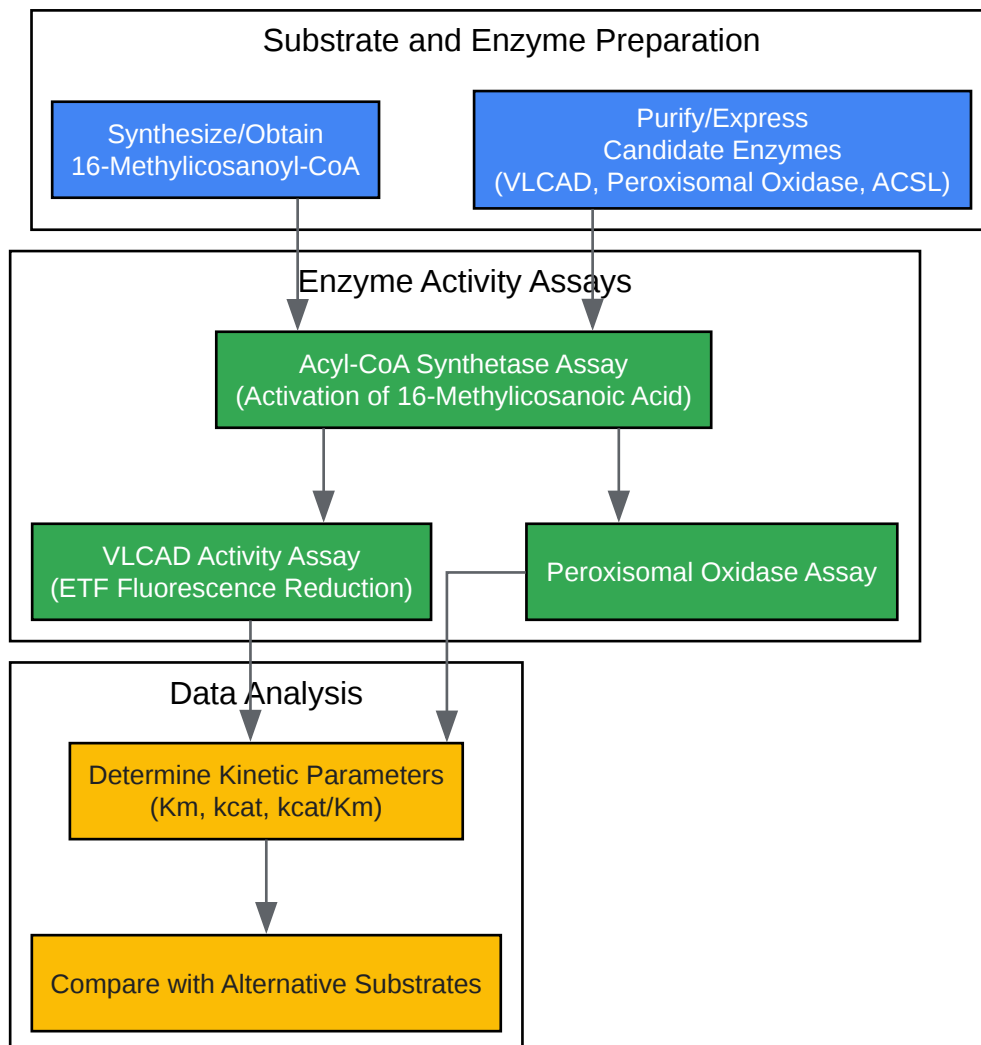 Substrate and Enzyme Preparation
Synthesize/Obtain
16-Methylicosanoyl-CoA
Purify/Express
Candidate Enzymes
(VLCAD, Peroxisomal Oxidase, ACSL)
Enzyme Activity Assays
Acyl-CoA Synthetase Assay
(Activation of 16-Methylicosanoic Acid)
VLCAD Activity Assay
(ETF Fluorescence Reduction)
Peroxisomal Oxidase Assay
Data Analysis
Determine Kinetic Parameters
(Km, kcat, kcat/Km)
Compare with Alternative Substrates